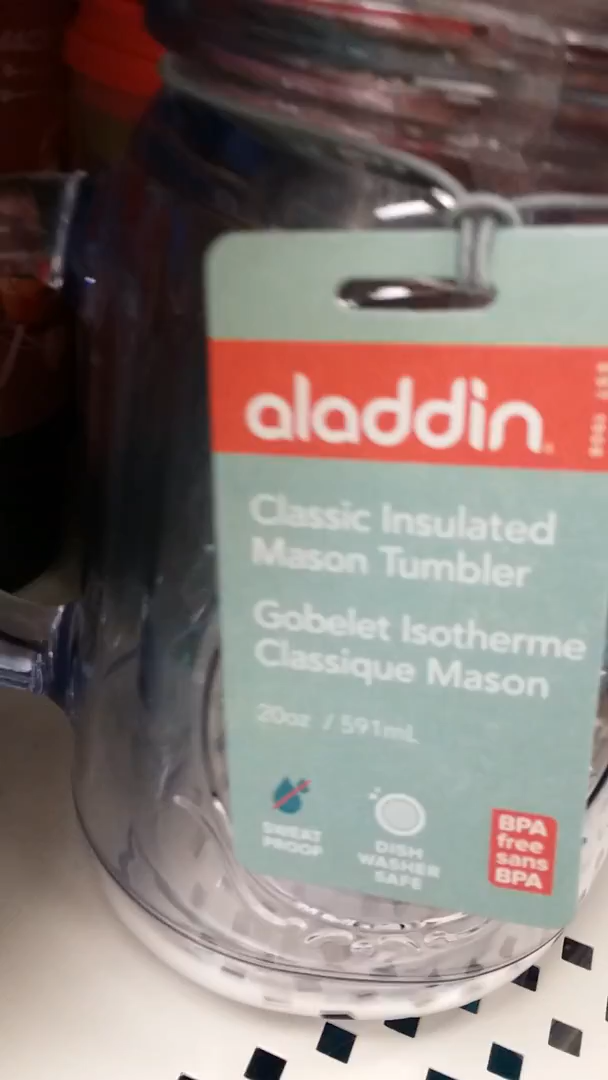 aladdin
Classic Insulated
Mason Tumbler
Gobelet Isotherme
Classique Mason
20oz / 591mL
SWEAT
PROOF
DISH
WASHER
SAFE
BPA
free
sans
BPA